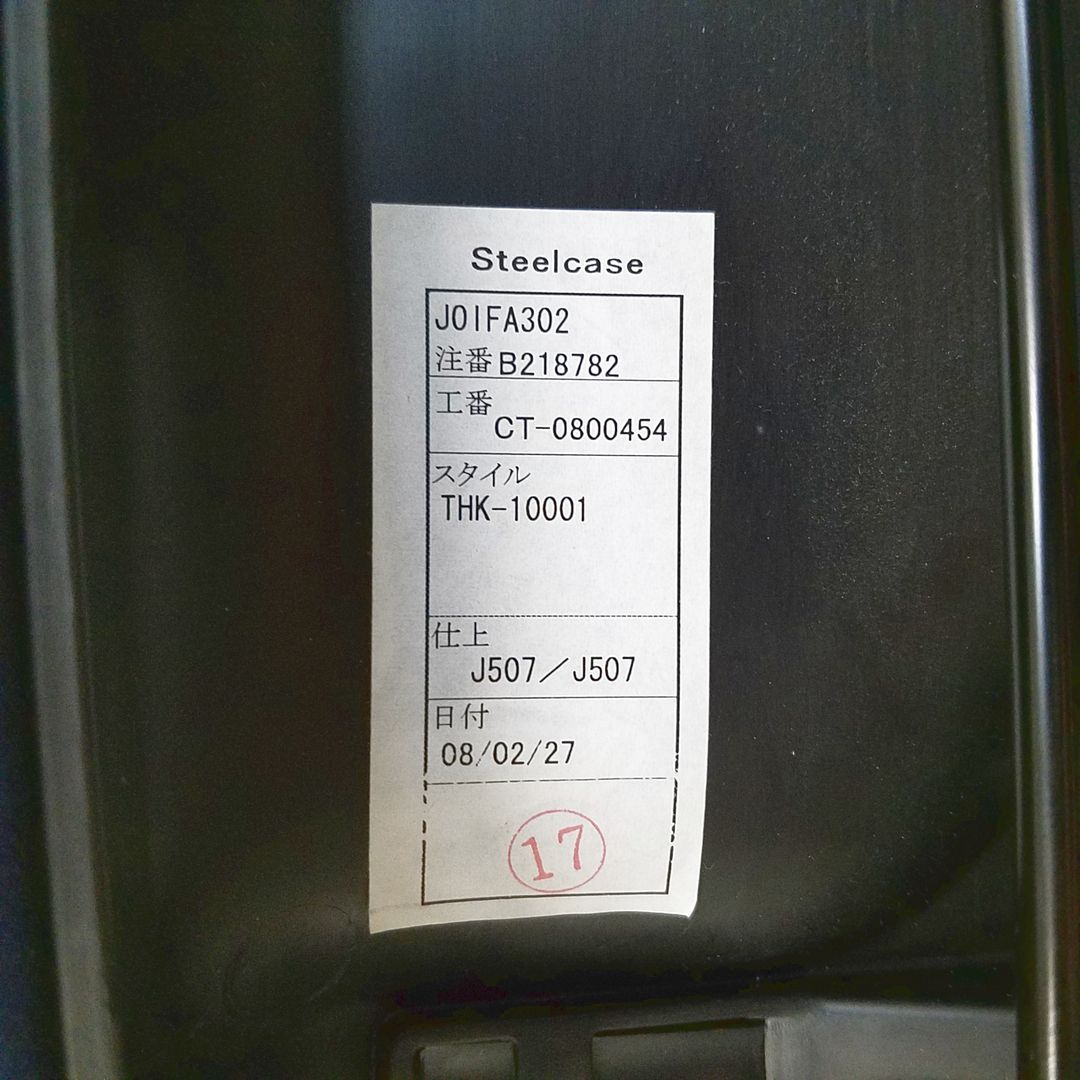 Steelcase
JOIFA302
注番B218782
工番
CT-0800454
スタイル
THK-10001
仕上
J507／J507
日付
08/02/27
17